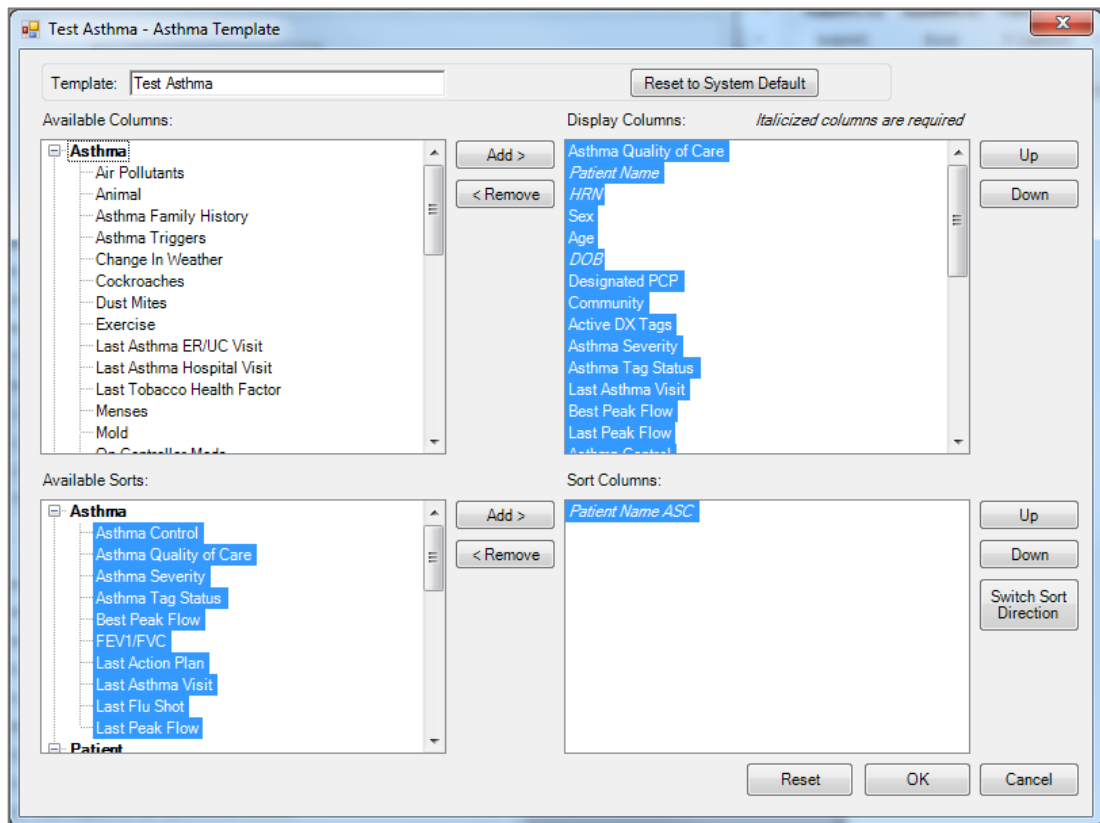 Test Asthma - Asthma Template
Template: Test Asthma
Reset to System Default
Available Columns:
Asthma
Air Pollutants
Animal
Asthma Family History
Asthma Triggers
Change In Weather
Cockroaches
Dust Mites
Exercise
Last Asthma ER/UC Visit
Last Asthma Hospital Visit
Last Tobacco Health Factor
Menses
Mold
On Controller Meds
Add >
< Remove
Display Columns: Italicized columns are required
Asthma Quality of Care
Patient Name
HRN
Sex
Age
DOB
Designated PCP
Community
Active DX Tags
Asthma Severity
Asthma Tag Status
Last Asthma Visit
Best Peak Flow
Last Peak Flow
Asthma Control
Up
Down
Available Sorts:
Asthma
Asthma Control
Asthma Quality of Care
Asthma Severity
Asthma Tag Status
Best Peak Flow
FEV1/FVC
Last Action Plan
Last Asthma Visit
Last Flu Shot
Last Peak Flow
Patient
Add >
< Remove
Sort Columns:
Patient Name ASC
Up
Down
Switch Sort
Direction
Reset
OK
Cancel